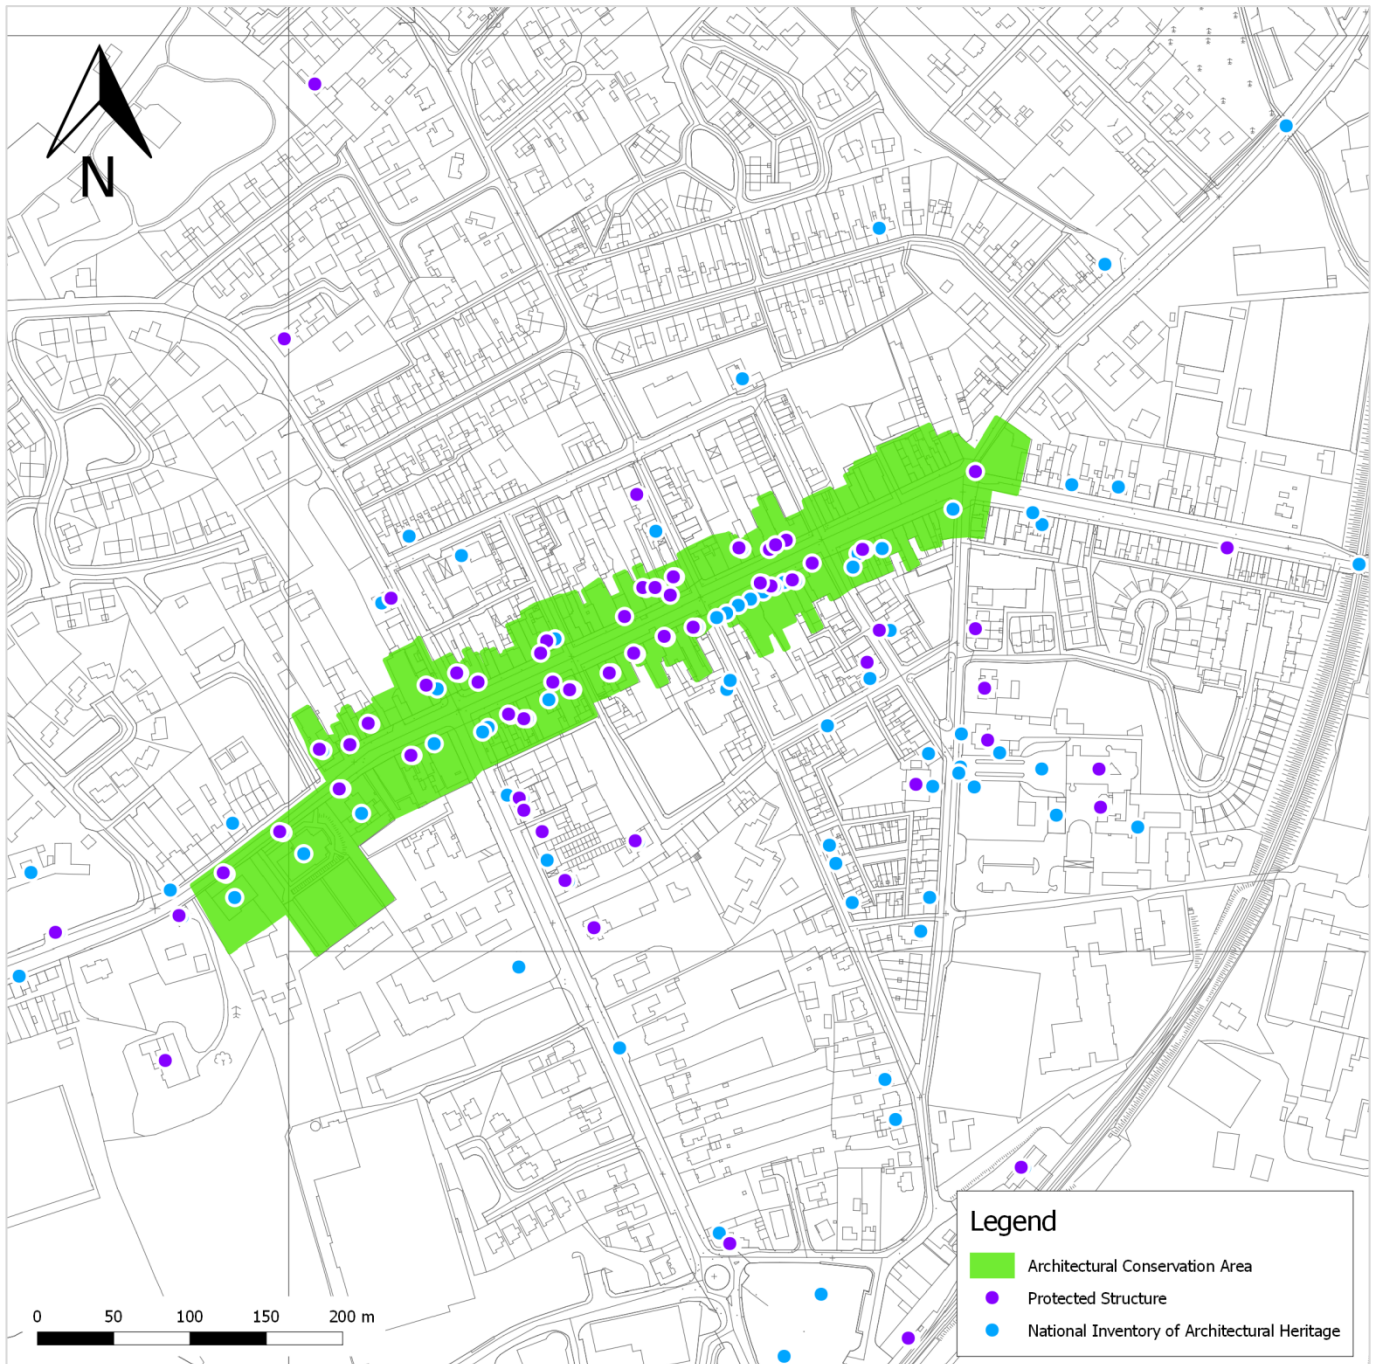 N
Legend
Architectural Conservation Area
Protected Structure
National Inventory of Architectural Heritage
0 50 100 150 200 m